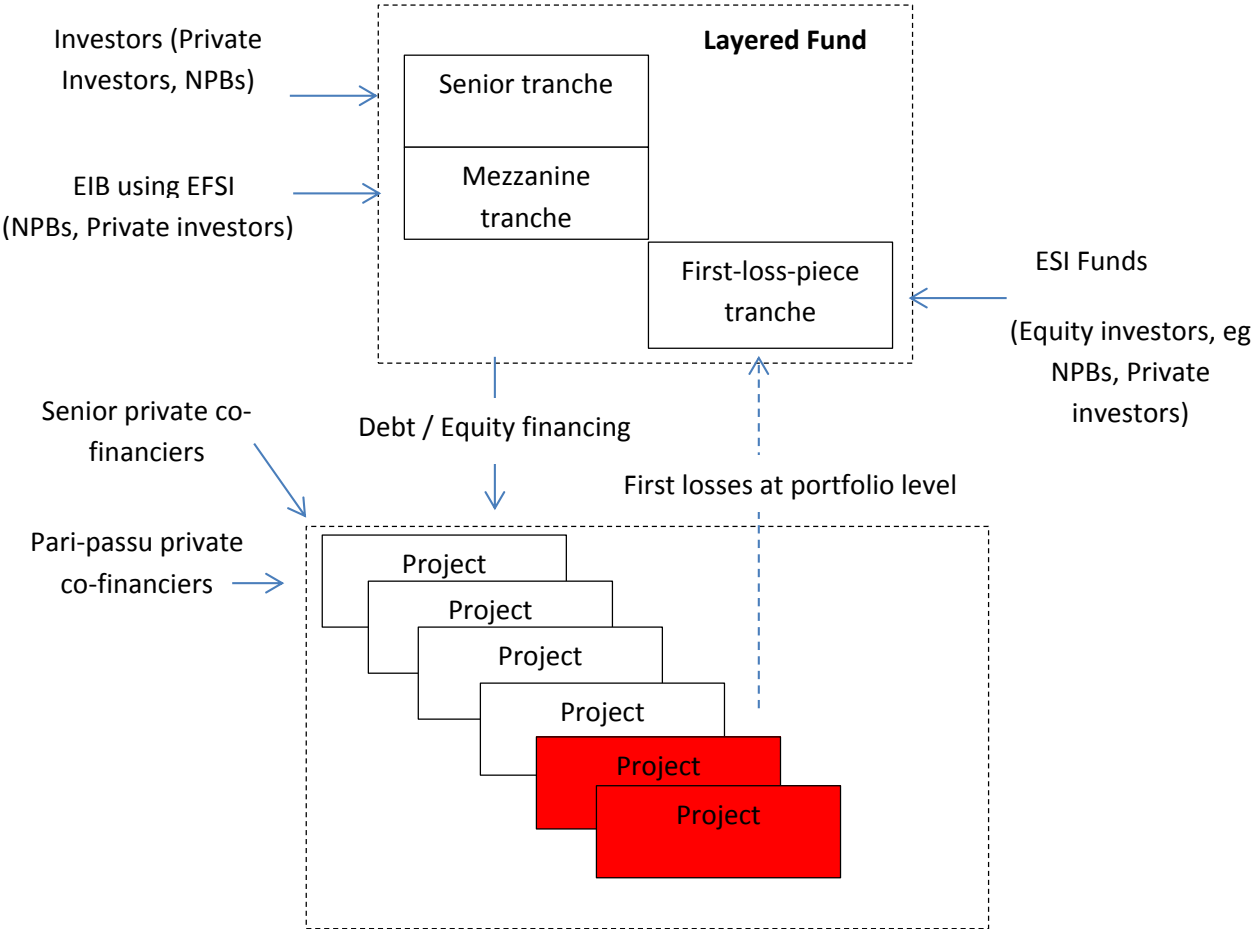 Layered Fund
Investors (Private
Investors, NPBs)
Senior tranche
EIB using EFSI
(NPBs, Private investors)
Mezzanine
tranche
First-loss-piece
tranche
ESI Funds
(Equity investors, eg
NPBs, Private
investors)
Senior private co-
financiers
Debt / Equity financing
First losses at portfolio level
Pari-passu private
co-financiers
Project
Project
Project
Project
Project
Project